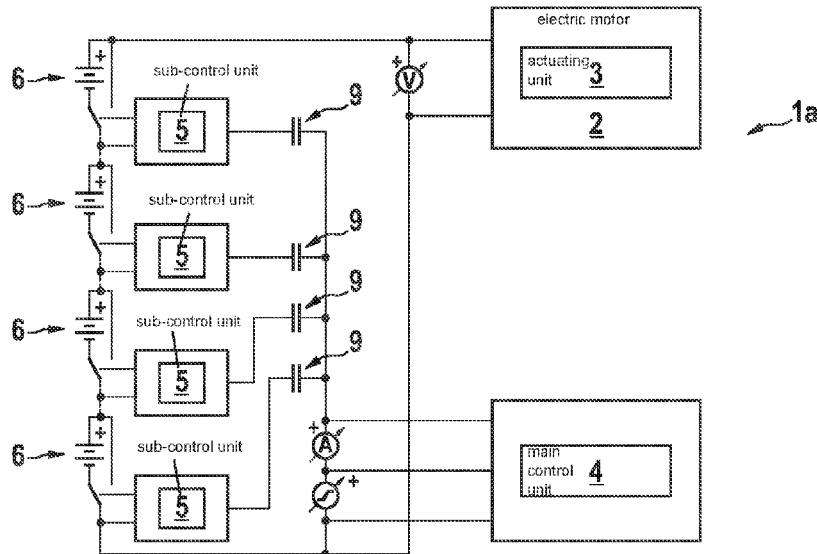 electric motor
+
sub-control unit
6
5
9
+
V
actuating
unit
3
2
1a
+
sub-control unit
6
5
9
+
sub-control unit
6
5
9
9
+
sub-control unit
6
5
+
A
+
main
control
unit
4